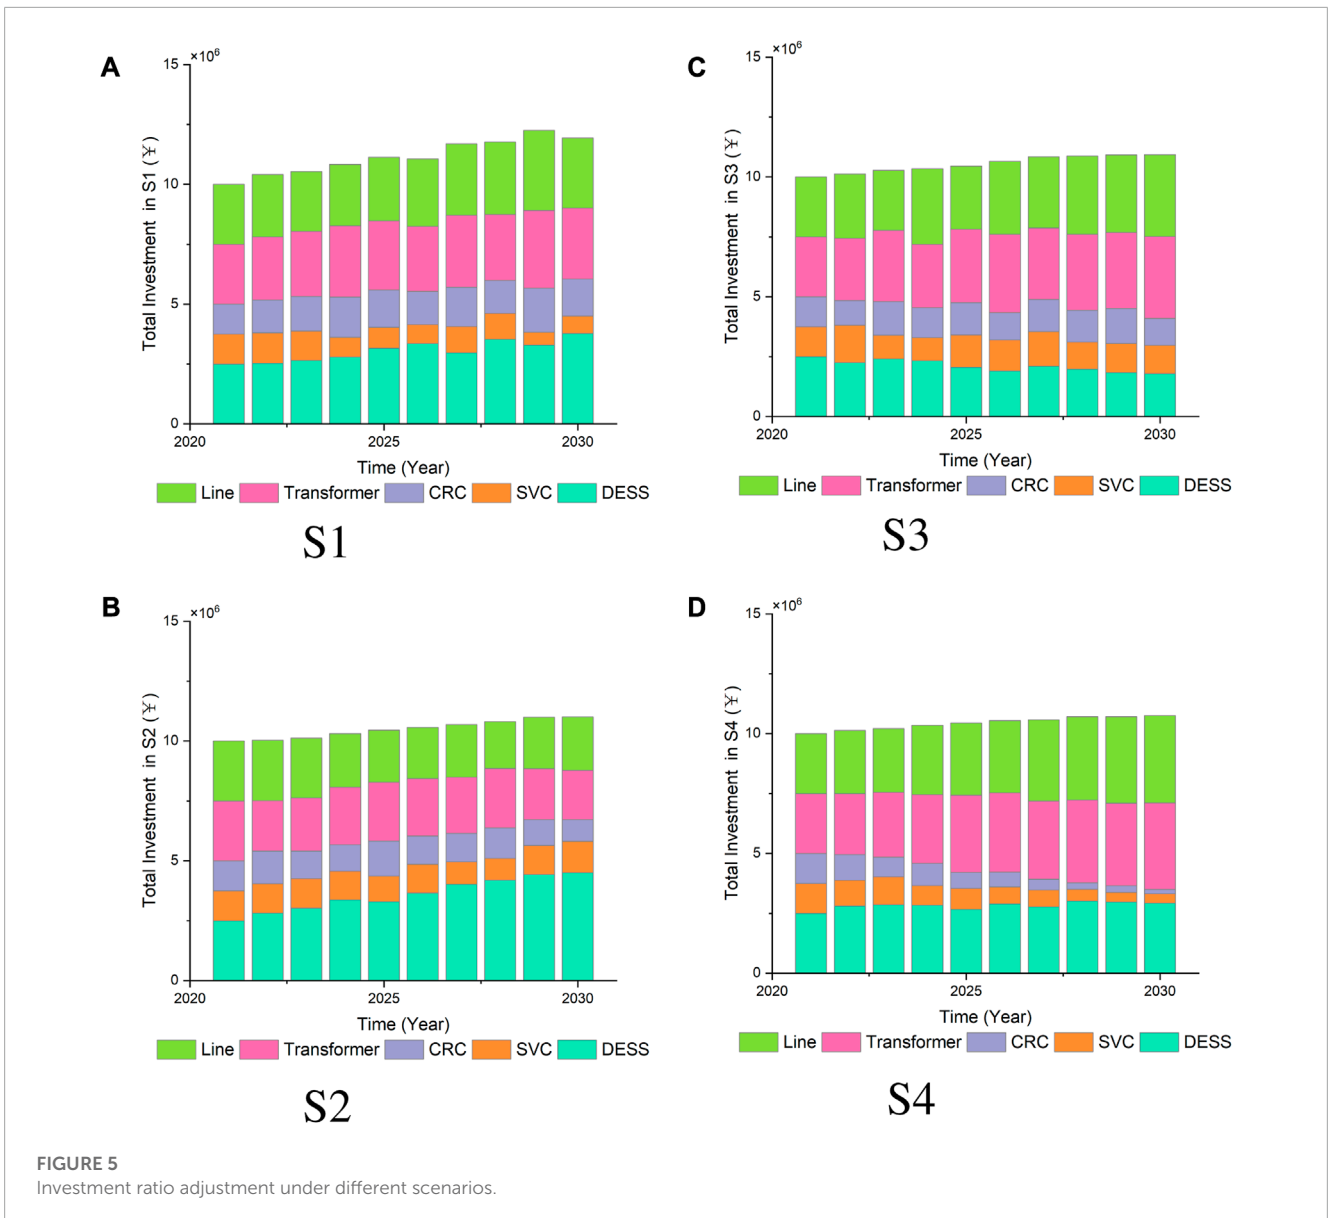 A
×10⁶
15
10
5
0
Total Investment in S1 (¥)
2020
2025
2030
Time (Year)
Line Transformer CRC SVC DESS
S1
C
×10⁶
15
10
5
0
Total Investment in S3 (¥)
2020
2025
2030
Time (Year)
Line Transformer CRC SVC DESS
S3
B
×10⁶
15
10
5
0
Total Investment in S2 (¥)
2020
2025
2030
Time (Year)
Line Transformer CRC SVC DESS
S2
D
×10⁶
15
10
5
0
Total Investment in S4 (¥)
2020
2025
2030
Time (Year)
Line Transformer CRC SVC DESS
S4
FIGURE 5
Investment ratio adjustment under different scenarios.